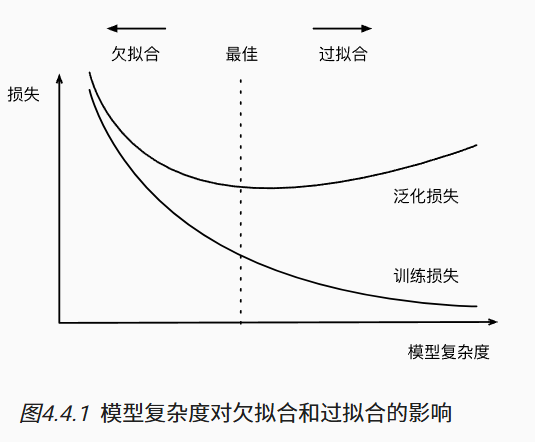 欠拟合 最佳 过拟合
损失
泛化损失
训练损失
模型复杂度
图4.4.1 模型复杂度对欠拟合和过拟合的影响